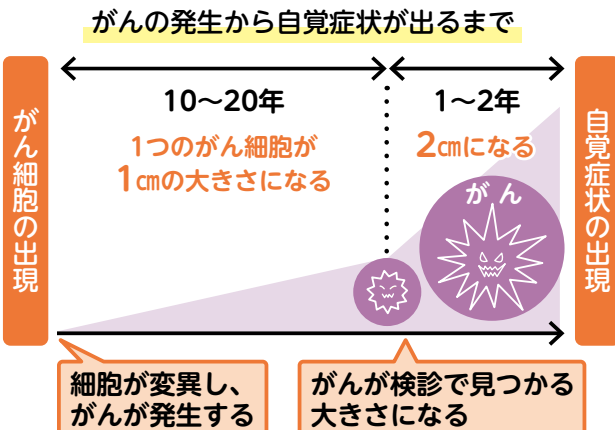 がんの発生から自覚症状が出るまで
がん細胞の出現
10〜20年
1つのがん細胞が
1㎝の大きさになる
1〜2年
2㎝になる
がん
自覚症状の出現
細胞が変異し、
がんが発生する
がんが検診で見つかる
大きさになる